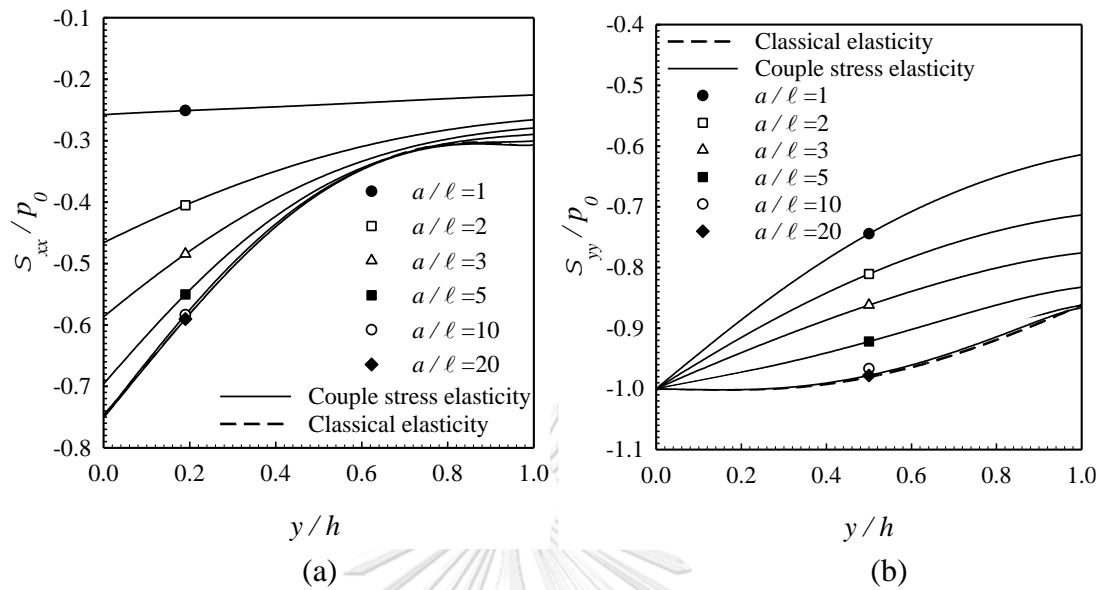 -0.1
-0.2
-0.3
-0.4
-0.5
-0.6
-0.7
-0.8
0.0 0.2 0.4 0.6 0.8 1.0
s_xx / p_0
y / h
a / ℓ =1
a / ℓ =2
a / ℓ =3
a / ℓ =5
a / ℓ =10
a / ℓ =20
Couple stress elasticity
Classical elasticity
(a)
-0.4
-0.5
-0.6
-0.7
-0.8
-0.9
-1.0
-1.1
0.0 0.2 0.4 0.6 0.8 1.0
s_yy / p_0
y / h
Classical elasticity
Couple stress elasticity
a / ℓ =1
a / ℓ =2
a / ℓ =3
a / ℓ =5
a / ℓ =10
a / ℓ =20
(b)